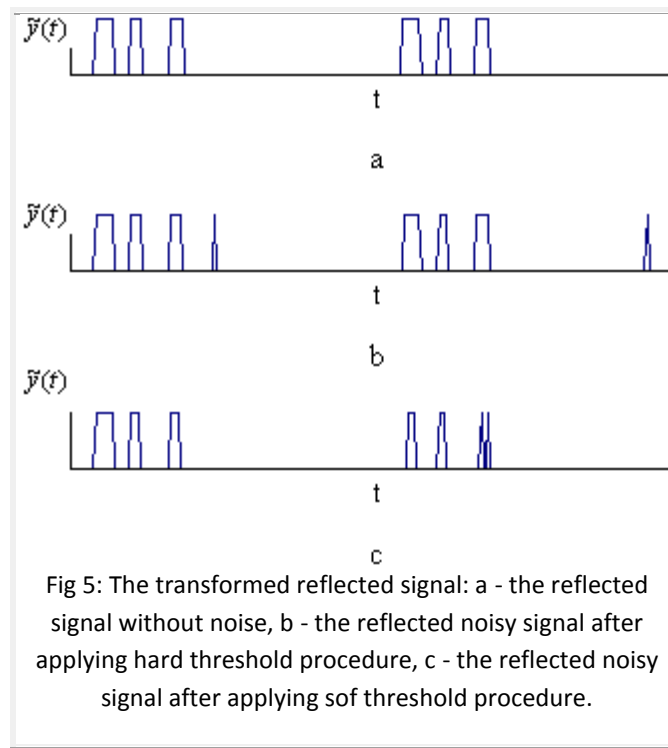 ỹ(t)
t
a
ỹ(t)
t
b
ỹ(t)
t
c
Fig 5: The transformed reflected signal: a - the reflected
signal without noise, b - the reflected noisy signal after
applying hard threshold procedure, c - the reflected noisy
signal after applying sof threshold procedure.